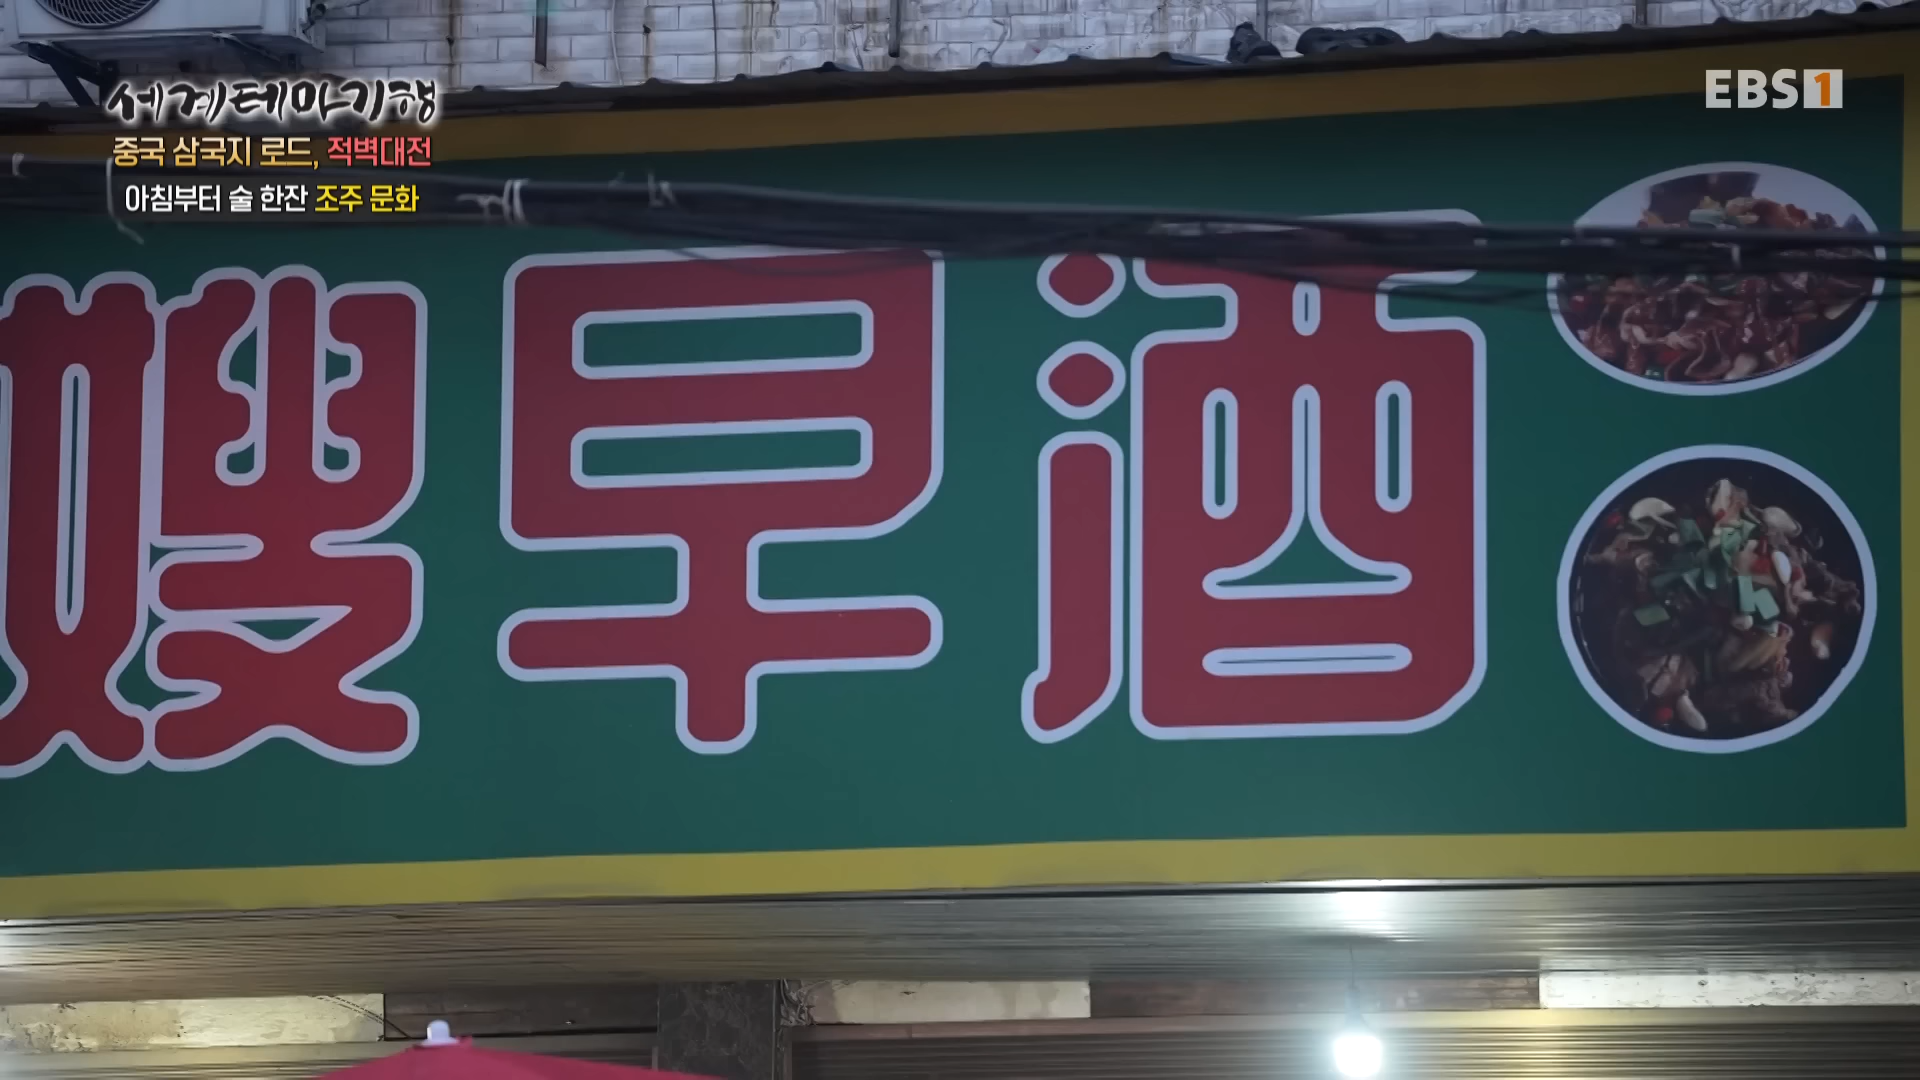 세계테마기행
EBS1
중국 삼국지 로드, 적벽대전
아침부터 술 한잔 조주 문화
嫂早酒